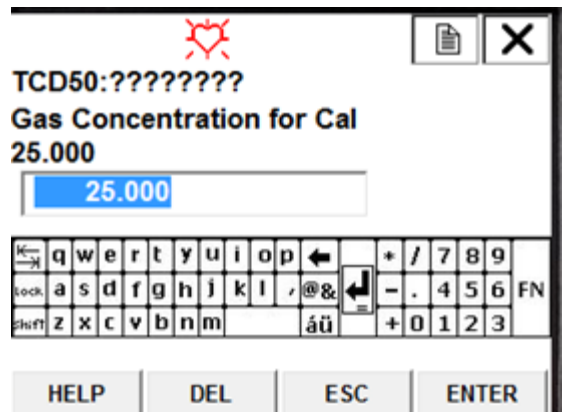 TCD50:????????
Gas Concentration for Cal
25.000
25.000
q w e r t y u i o p * / 7 8 9
Lock a s d f g h j k l , @& - . 4 5 6 FN
Shift z x c v b n m áü = + 0 1 2 3
HELP DEL ESC ENTER